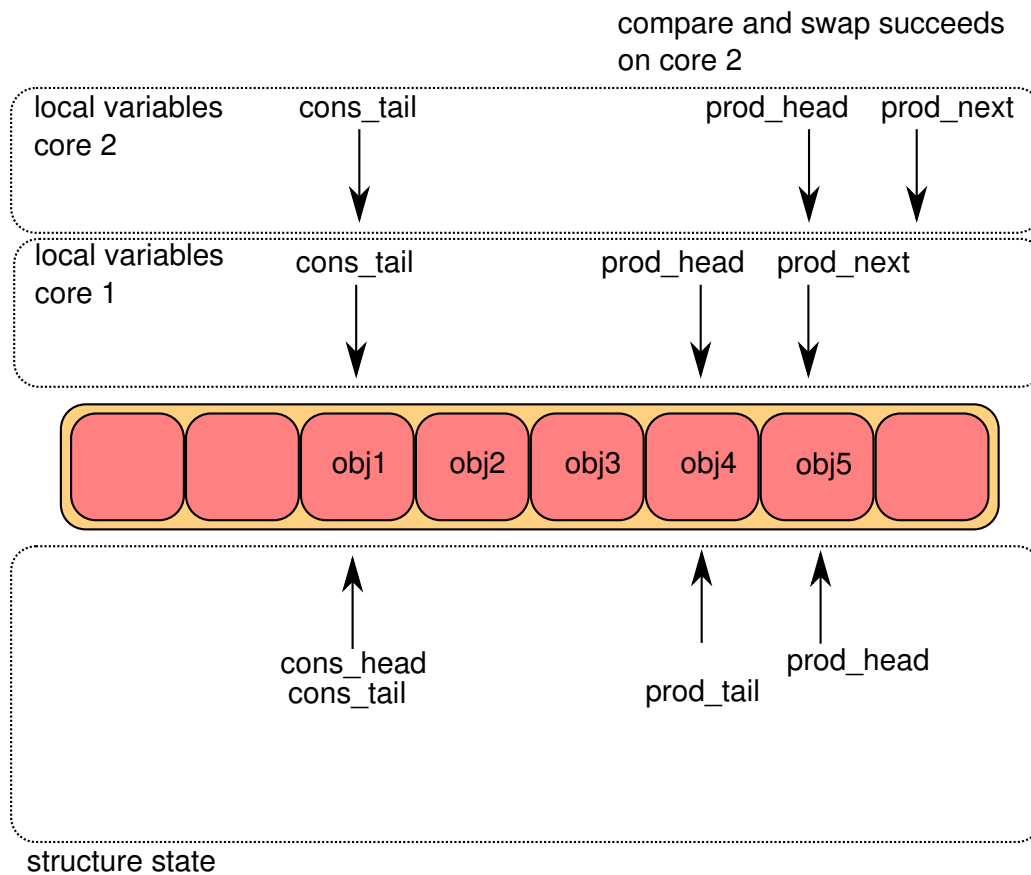 compare and swap succeeds
on core 2
local variables
core 2
cons_tail
prod_head
prod_next
local variables
core 1
cons_tail
prod_head
prod_next
obj1
obj2
obj3
obj4
obj5
cons_head
cons_tail
prod_tail
prod_head
structure state